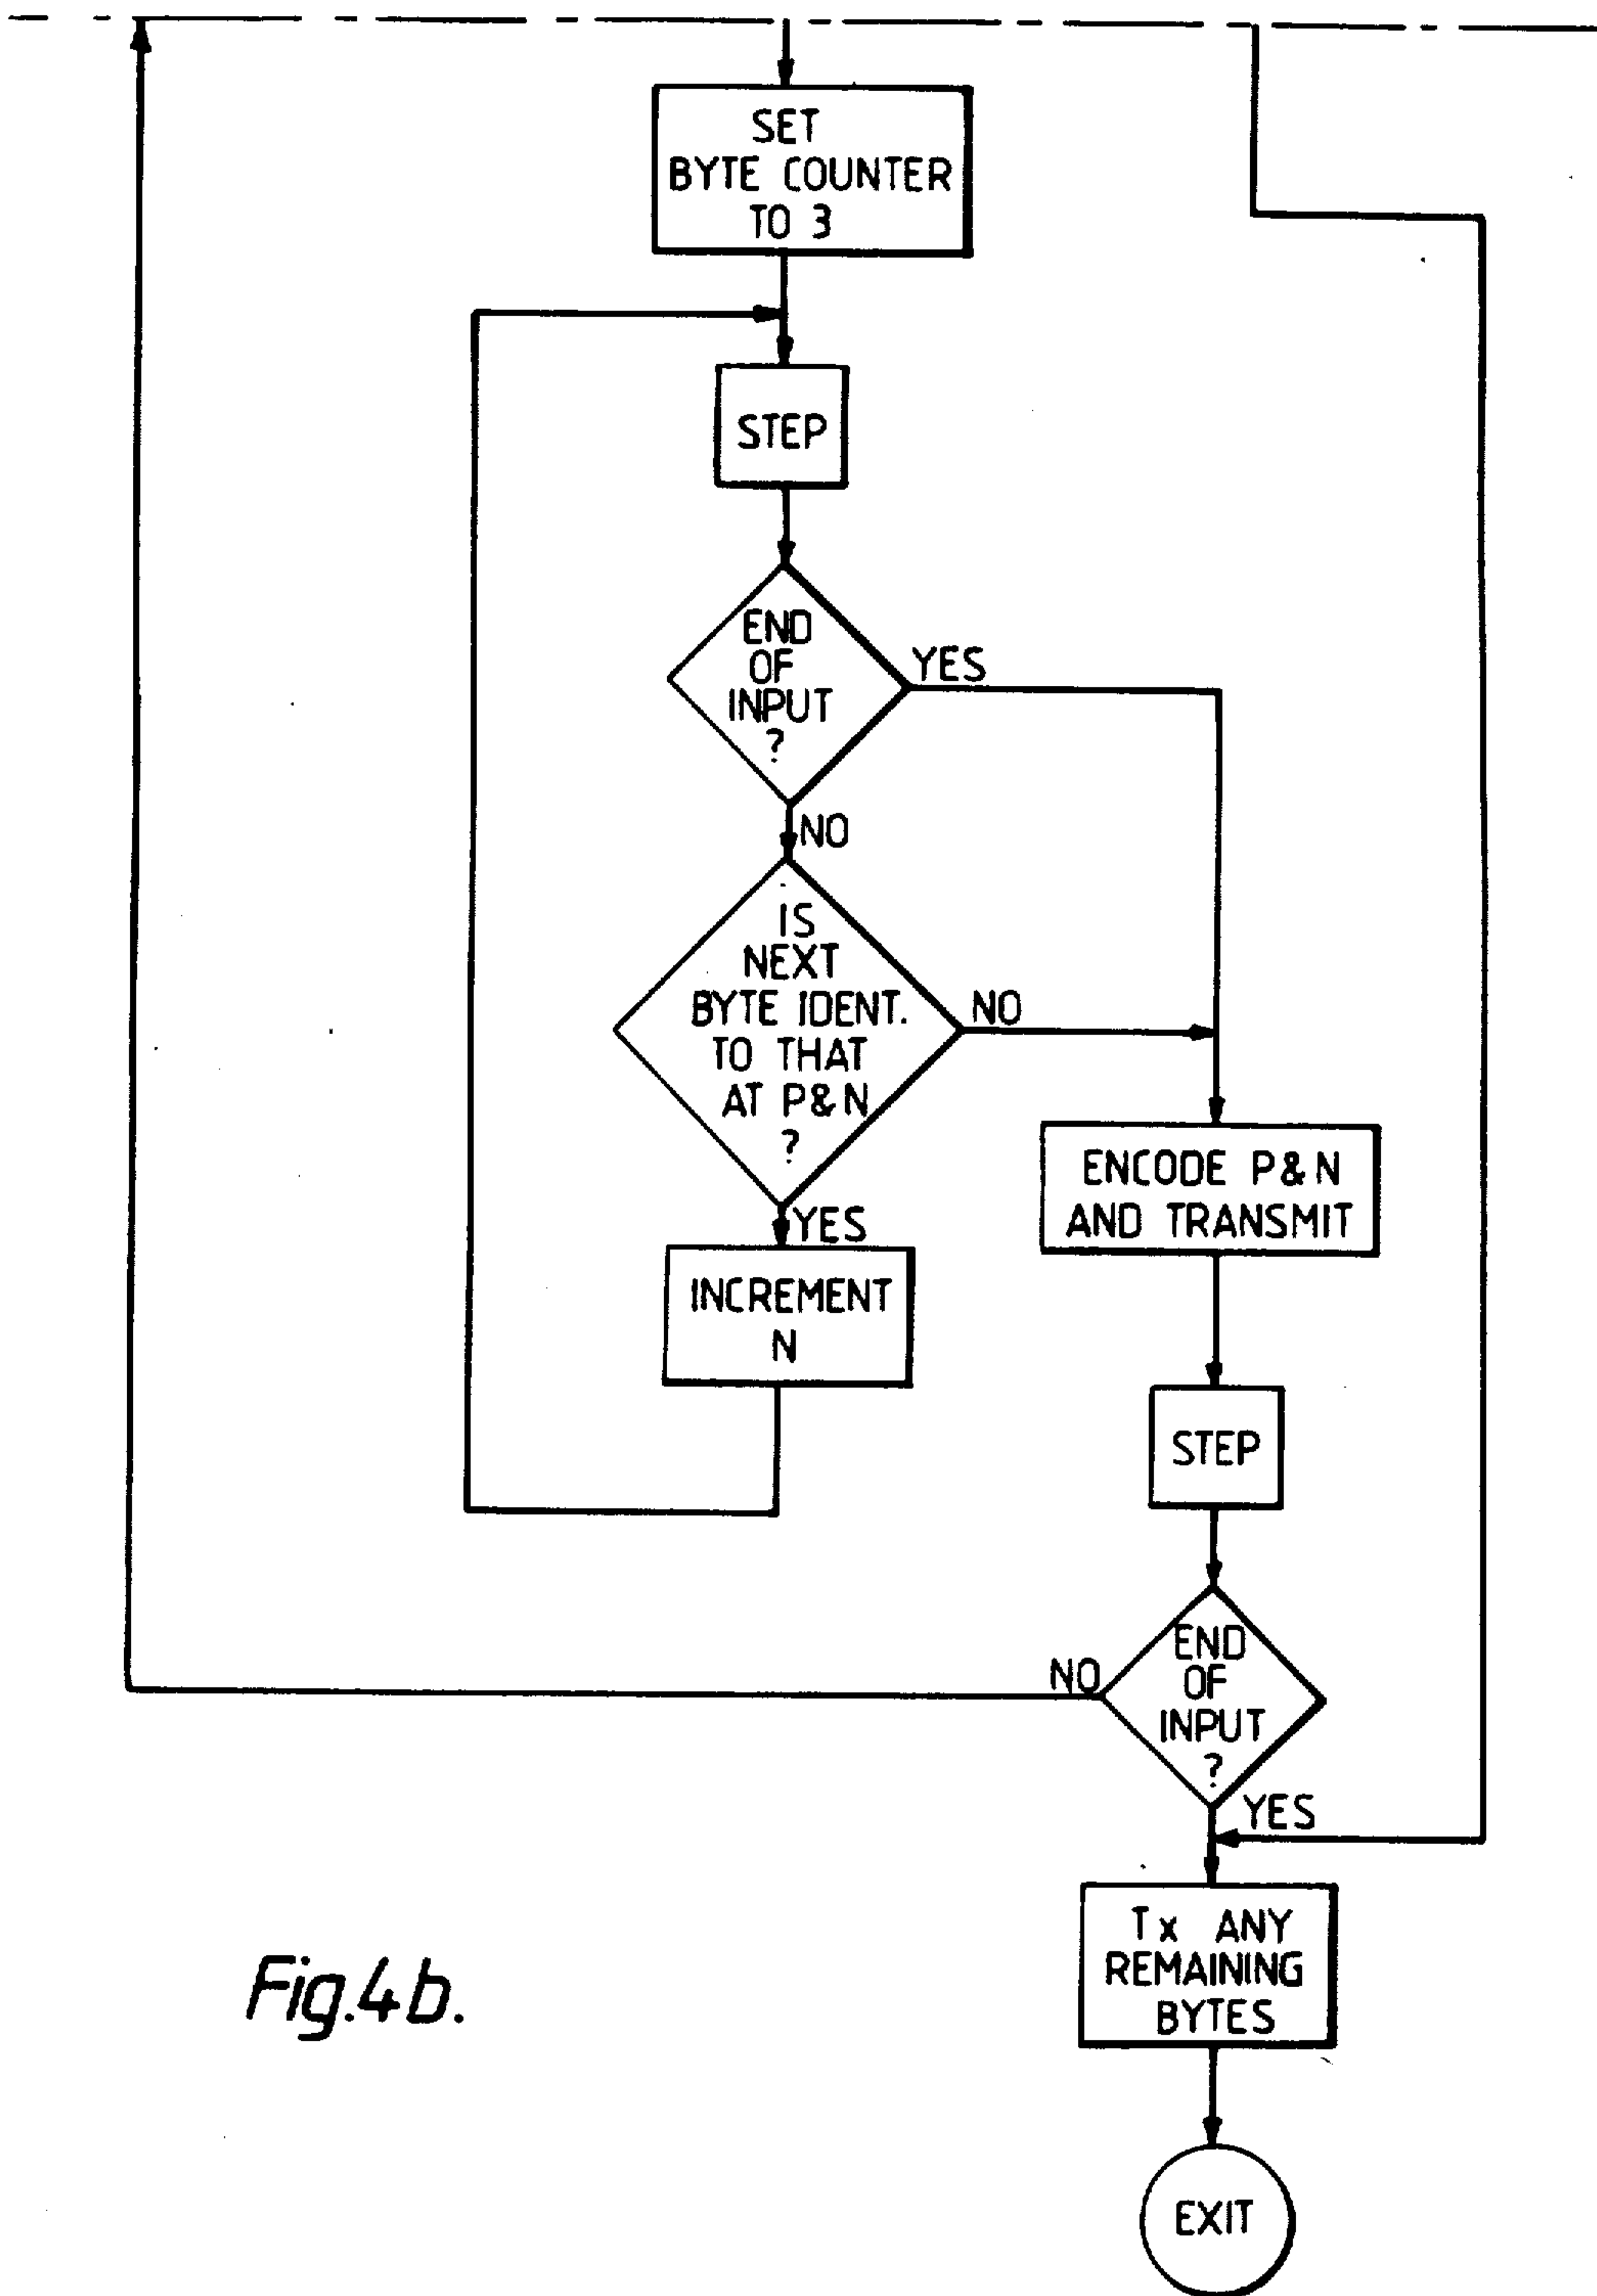 SET
BYTE COUNTER
TO 3
STEP
END
OF
INPUT
?
YES
NO
IS
NEXT
BYTE IDENT.
TO THAT
AT P&N
?
NO
YES
INCREMENT
N
ENCODE P&N
AND TRANSMIT
STEP
END
OF
INPUT
?
NO
YES
Tx ANY
REMAINING
BYTES
EXIT
Fig.4b.